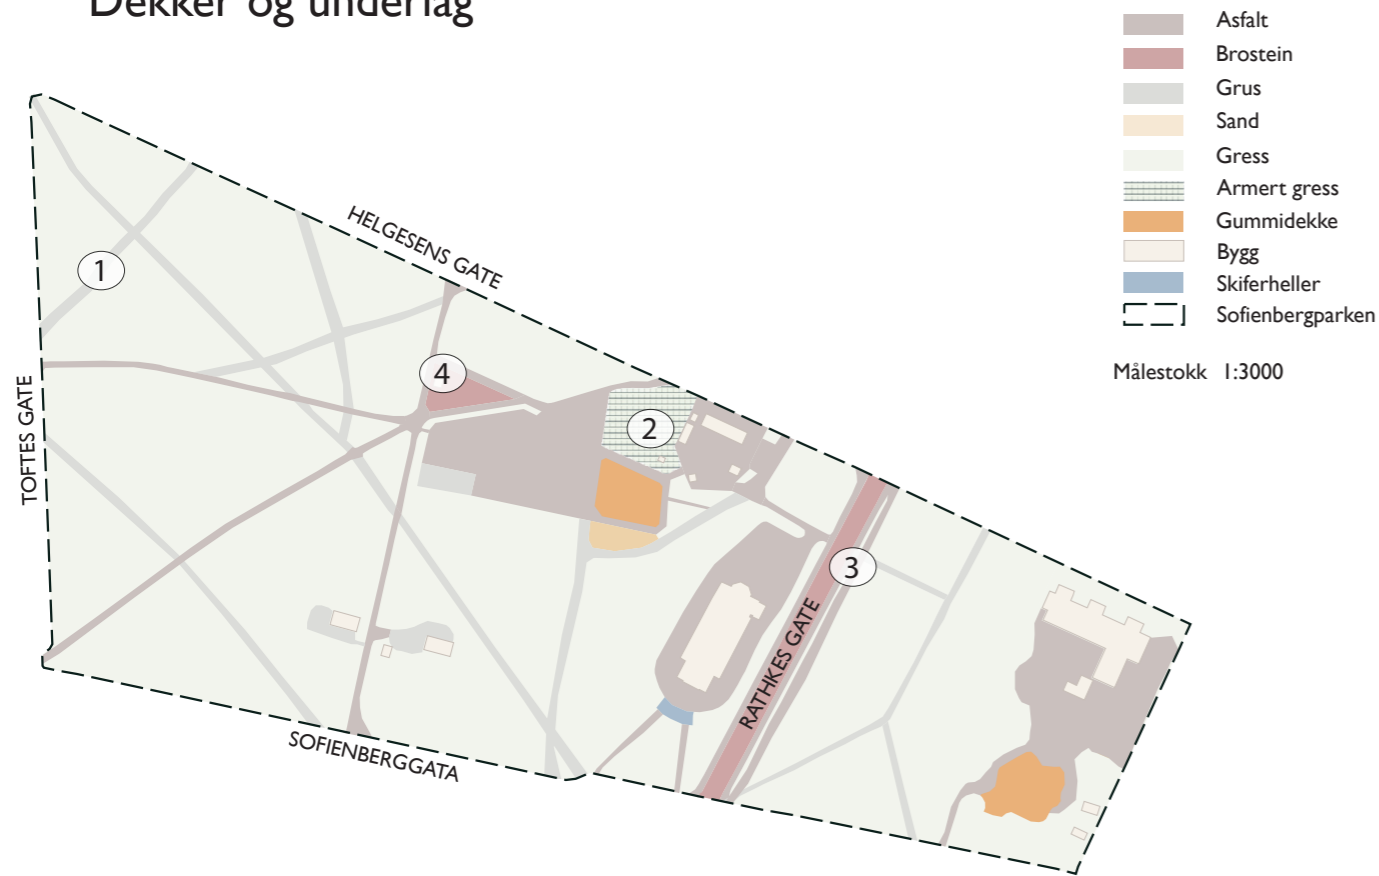 Dekker og underlag
Asfalt
Brostein
Grus
Sand
Gress
Armert gress
Gummidekke
Bygg
Skiferheller
Sofienbergparken
Målestokk 1:3000
HELGESENS GATE
1
4
TOFTES GATE
2
3
RATHKES GATE
SOFIENBERGGATA